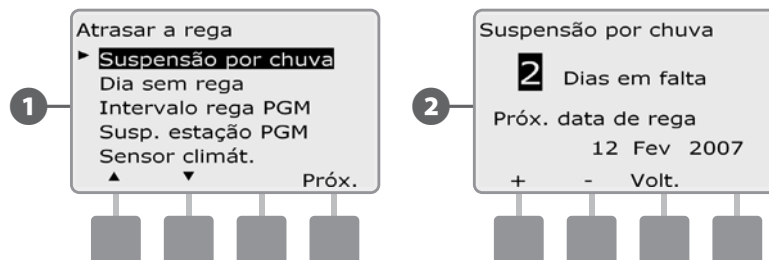 1
Atrasar a rega
► Suspensão por chuva
Dia sem rega
Intervalo rega PGM
Susp. estação PGM
Sensor climát.
▲ ▼ Próx.
2
Suspensão por chuva
2 Dias em falta
Próx. data de rega
12 Fev 2007
+ - Volt.